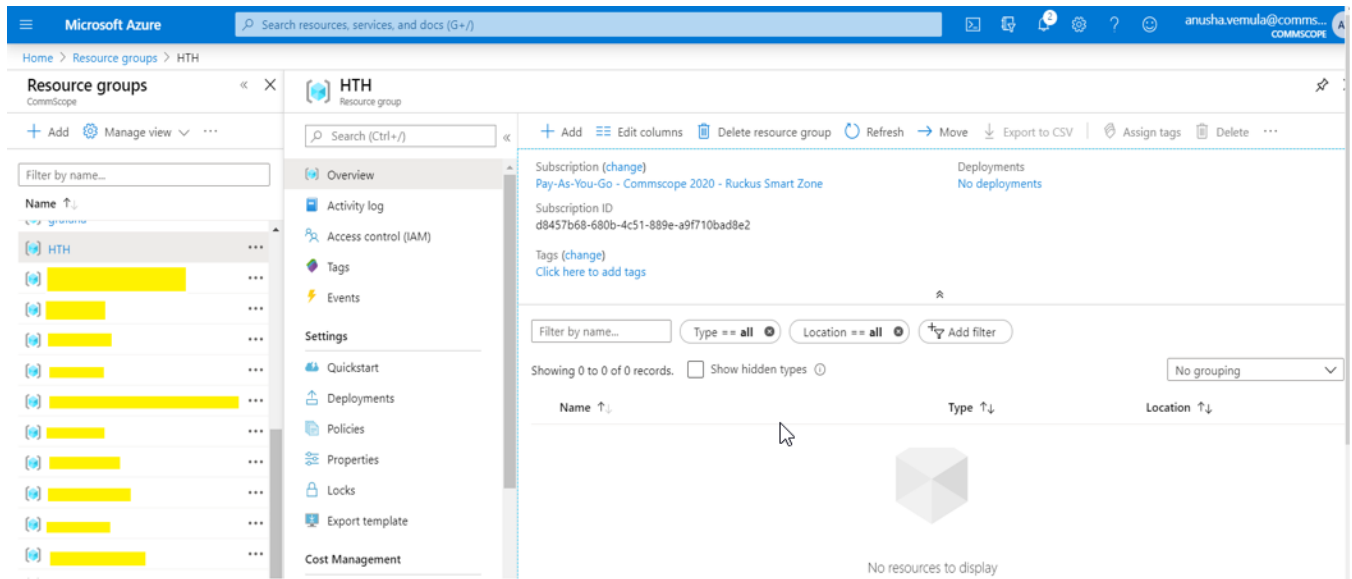 Microsoft Azure
Search resources, services, and docs (G+/)
2
anusha.vemula@comms...
COMMSCOPE
A
Home > Resource groups > HTH
Resource groups
CommScope
Add Manage view ...
Filter by name...
Name ↑↓
grafana
HTH
HTH
Resource group
Search (Ctrl+/)
Overview
Activity log
Access control (IAM)
Tags
Events
Settings
Quickstart
Deployments
Policies
Properties
Locks
Export template
Cost Management
Add Edit columns Delete resource group Refresh Move Export to CSV Assign tags Delete ...
Subscription (change)
Pay-As-You-Go - Commscope 2020 - Ruckus Smart Zone
Subscription ID
d8457b68-680b-4c51-889e-a9f710bad8e2
Tags (change)
Click here to add tags
Deployments
No deployments
Filter by name... Type == all Location == all Add filter
Showing 0 to 0 of 0 records. Show hidden types
No grouping
Name ↑↓ Type ↑↓ Location ↑↓
No resources to display